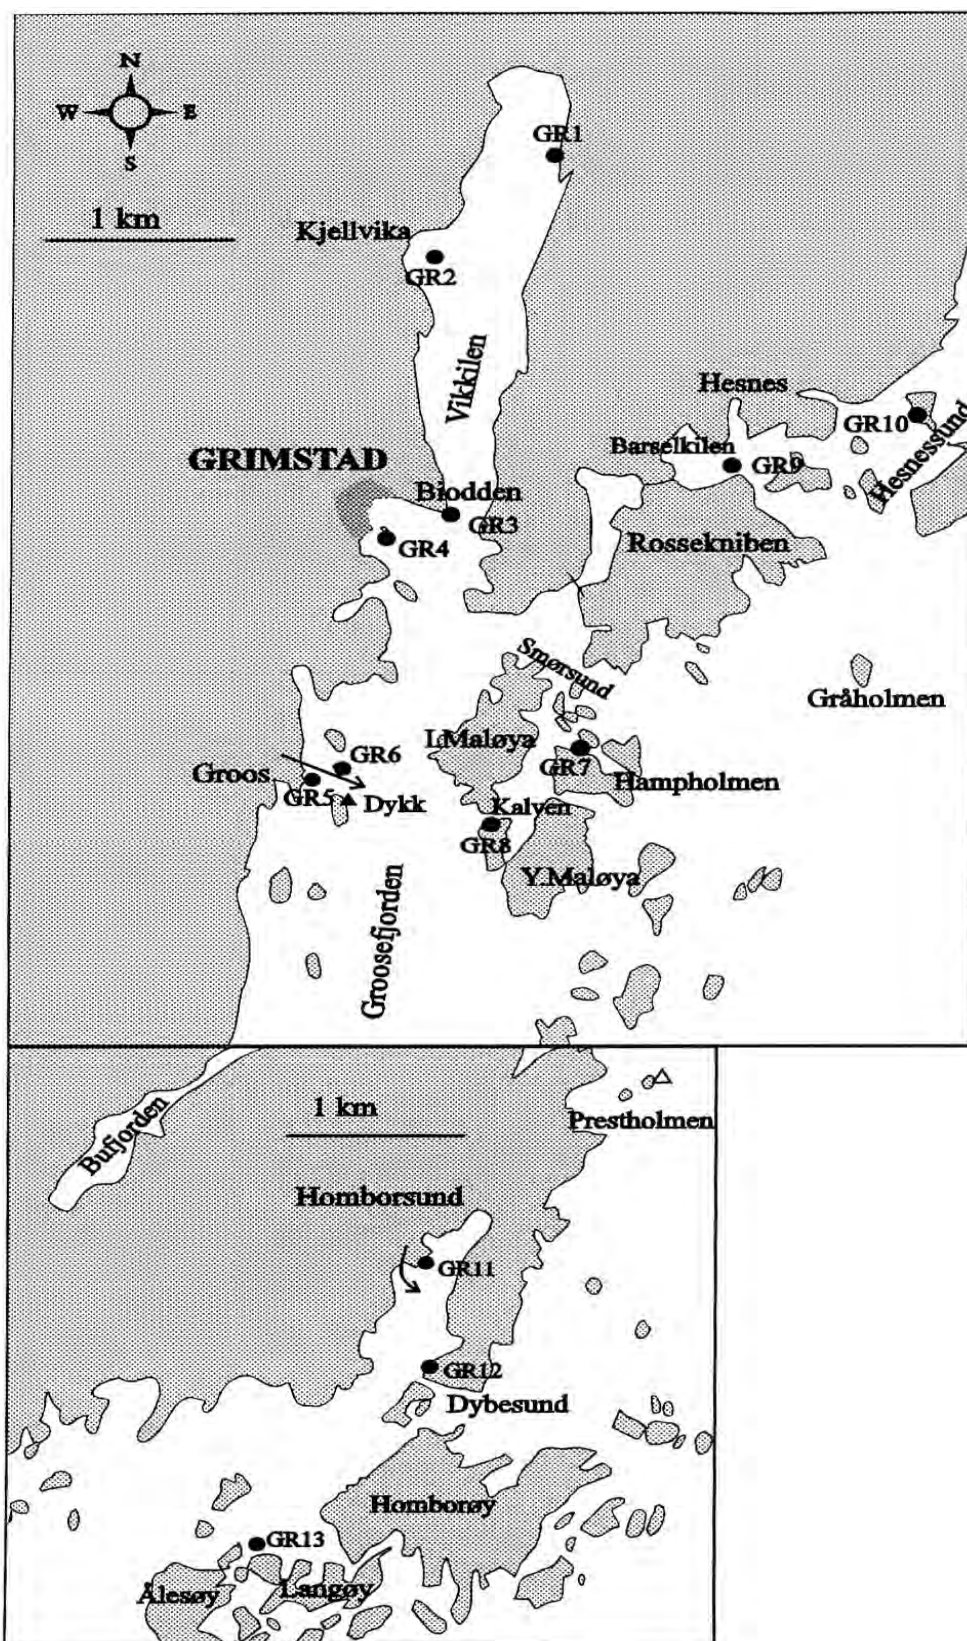 N
W E
S
1 km
GR1
Kjellvika
GR2
Vikkilen
Hesnes
GR10
Hesnessund
Barselkilen
GR9
GRIMSTAD
Biodden
GR3
GR4
Rossekniben
Smørsund
Gråholmen
I.Maløya
GR6
GR7
Groos
GR5
Dykk
Hampholmen
Kalven
GR8
Y.Maløya
Groosefjorden
Bufjorden
1 km
Prestholmen
Homborsund
GR11
GR12
Dybesund
Homborøy
GR13
Langøy
Ålesøy